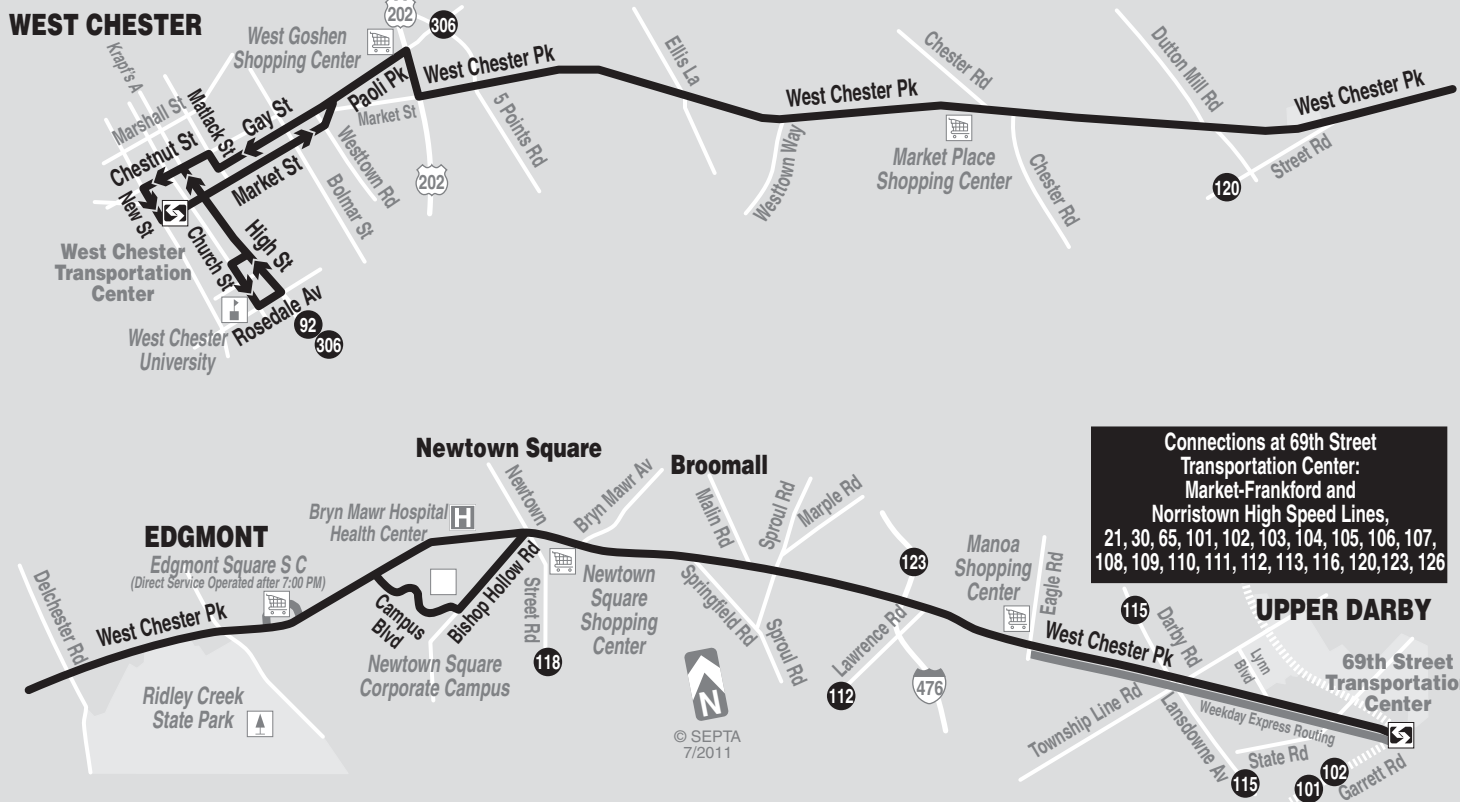 WEST CHESTER
Krapf's A
Marshall St
Matlack St
Chestnut St
Gay St
Market St
New St
West Chester
Transportation
Center
Church St
High St
Rosedale Av
West Chester
University
92
306
West Goshen
Shopping Center
202
306
Paoli Pk
Market St
West Chester Pk
Westtown Rd
Bolmar St
202
5 Points Rd
Ellis La
Westtown Way
West Chester Pk
Market Place
Shopping Center
Chester Rd
Chester Rd
Dutton Mill Rd
West Chester Pk
Street Rd
120
Delchester Rd
West Chester Pk
EDGMONT
Edgmont Square S C
(Direct Service Operated after 7:00 PM)
Ridley Creek
State Park
Bryn Mawr Hospital
Health Center
H
Newtown Square
Newtown
Street Rd
118
Campus
Blvd
Bishop Hollow Rd
Newtown Square
Corporate Campus
Bryn Mawr Av
Newtown
Square
Shopping
Center
Broomall
Malin Rd
Springfield Rd
Sproul Rd
Marple Rd
Sproul Rd
N
© SEPTA
7/2011
123
Lawrence Rd
112
476
Manoa
Shopping
Center
Eagle Rd
West Chester Pk
Connections at 69th Street
Transportation Center:
Market-Frankford and
Norristown High Speed Lines,
21, 30, 65, 101, 102, 103, 104, 105, 106, 107,
108, 109, 110, 111, 112, 113, 116, 120,123, 126
UPPER DARBY
115
Darby Rd
Lynn
Blvd
69th Street
Transportatio
Center
Township Line Rd
Lansdowne Av
Weekday Express Routing
State Rd
115
101
102
Garrett Rd